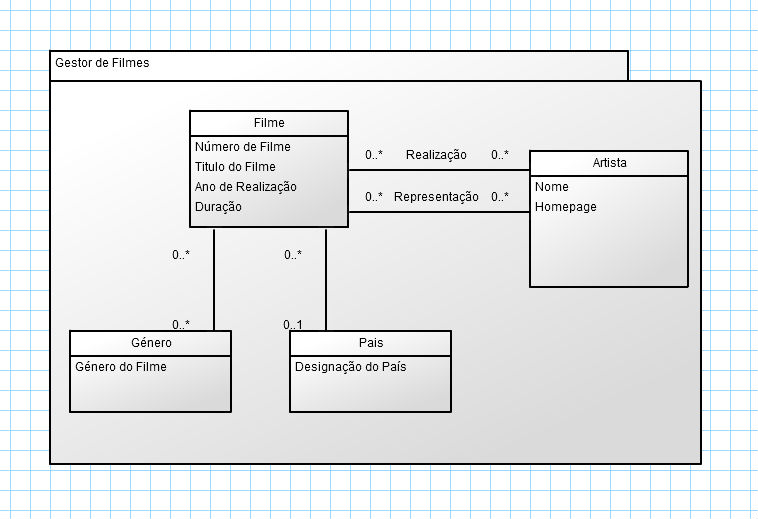 Gestor de Filmes
Filme
Número de Filme
Titulo do Filme
Ano de Realização
Duração
0..* Realização 0..*
0..* Representação 0..*
Artista
Nome
Homepage
0..*
0..*
0..*
0..1
Género
Género do Filme
Pais
Designação do País